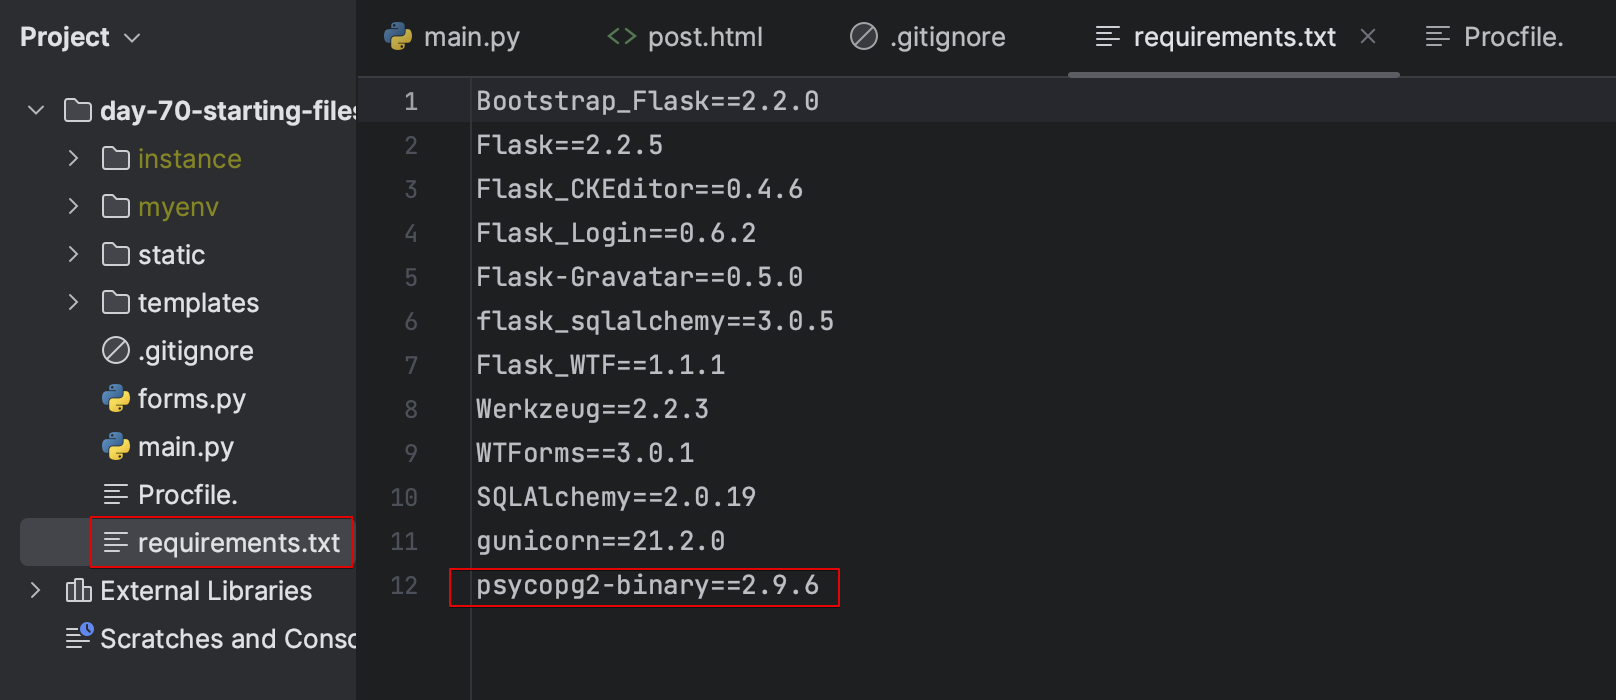 Project
main.py
post.html
.gitignore
requirements.txt
Procfile.
day-70-starting-files
instance
myenv
static
templates
.gitignore
forms.py
main.py
Procfile.
requirements.txt
External Libraries
Scratches and Consc
1 Bootstrap_Flask==2.2.0
2 Flask==2.2.5
3 Flask_CKEditor==0.4.6
4 Flask_Login==0.6.2
5 Flask-Gravatar==0.5.0
6 flask_sqlalchemy==3.0.5
7 Flask_WTF==1.1.1
8 Werkzeug==2.2.3
9 WTForms==3.0.1
10 SQLAlchemy==2.0.19
11 gunicorn==21.2.0
12 psycopg2-binary==2.9.6